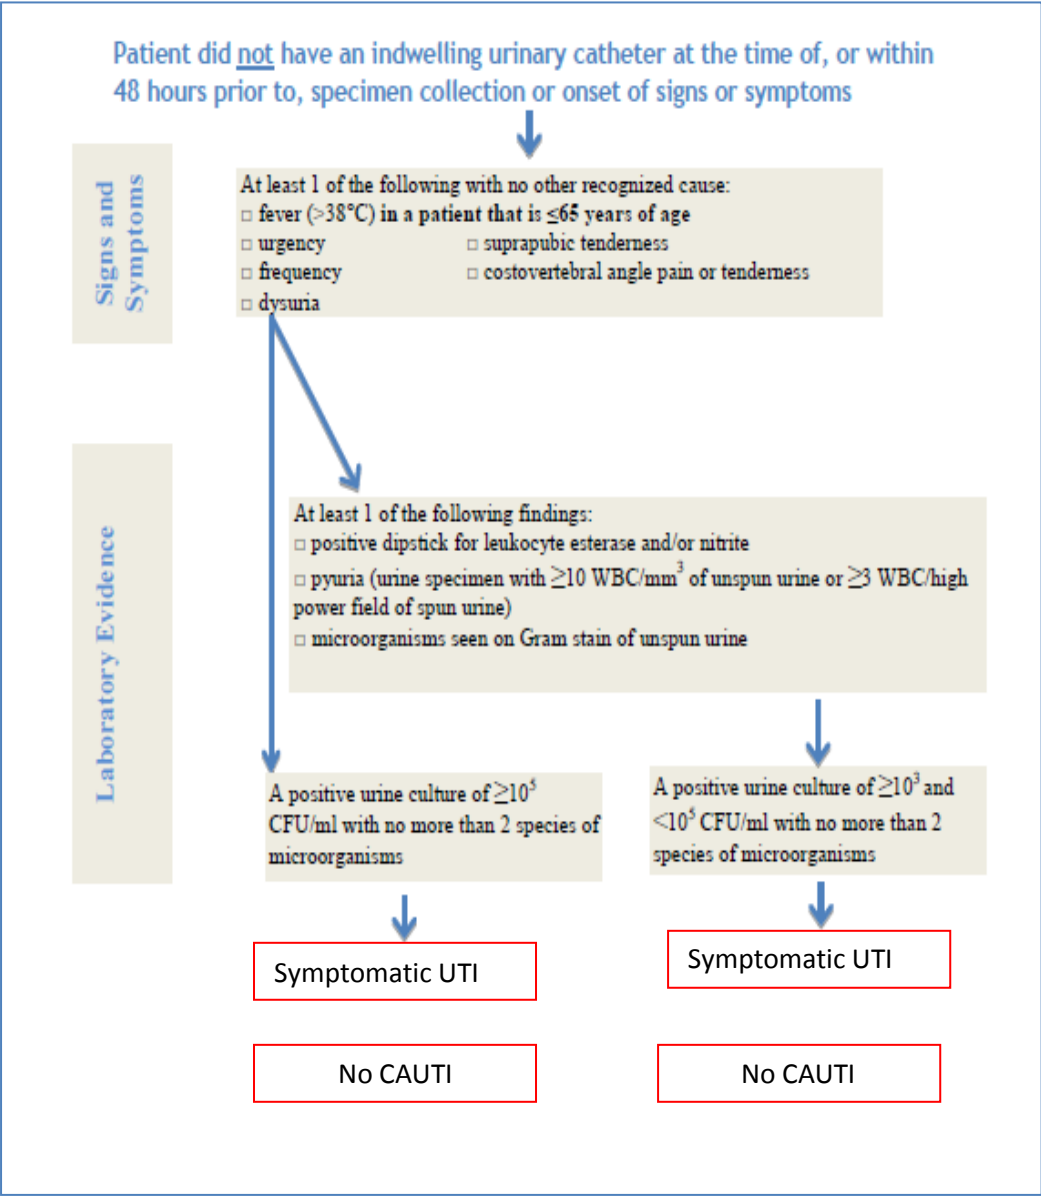 Patient did not have an indwelling urinary catheter at the time of, or within
48 hours prior to, specimen collection or onset of signs or symptoms
Signs and
Symptoms
At least 1 of the following with no other recognized cause:
□ fever (>38°C) in a patient that is ≤65 years of age
□ urgency □ suprapubic tenderness
□ frequency □ costovertebral angle pain or tenderness
□ dysuria
Laboratory Evidence
At least 1 of the following findings:
□ positive dipstick for leukocyte esterase and/or nitrite
□ pyuria (urine specimen with ≥10 WBC/mm³ of unspun urine or ≥3 WBC/high
power field of spun urine)
□ microorganisms seen on Gram stain of unspun urine
A positive urine culture of ≥10⁵
CFU/ml with no more than 2 species of
microorganisms
A positive urine culture of ≥10³ and
<10⁵ CFU/ml with no more than 2
species of microorganisms
Symptomatic UTI
Symptomatic UTI
No CAUTI
No CAUTI